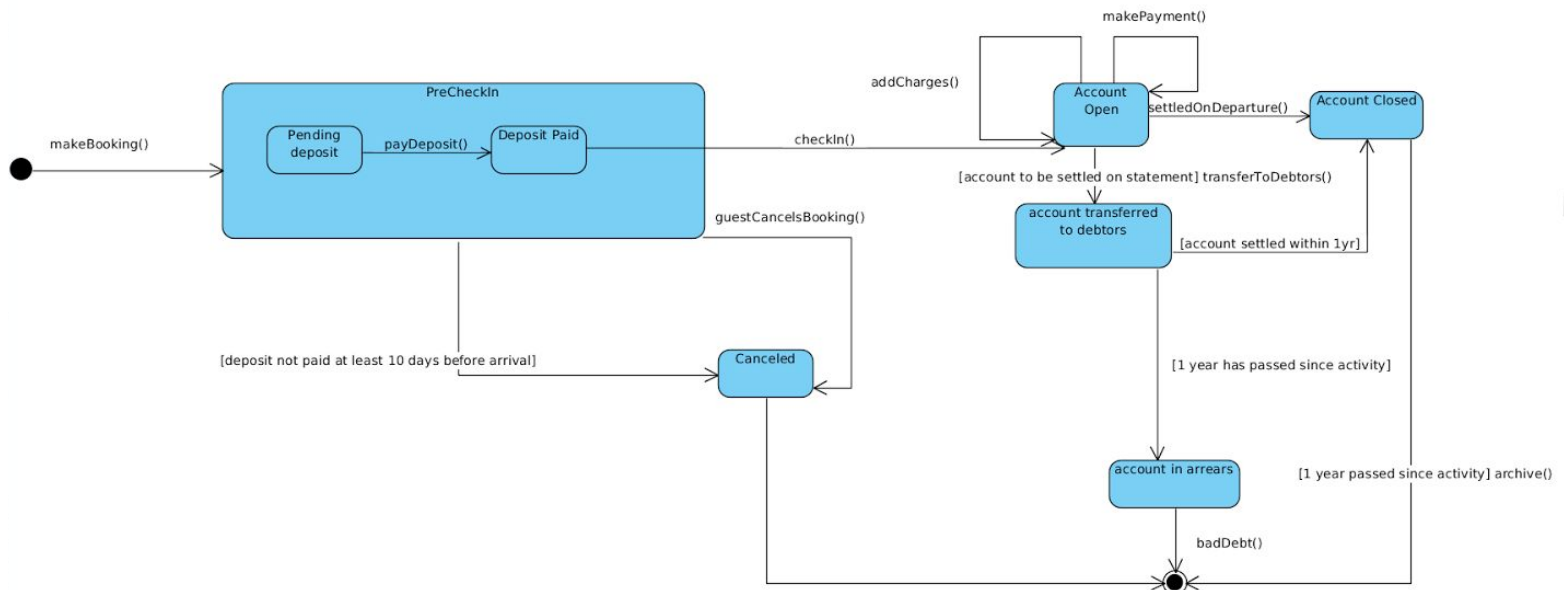 makePayment()
addCharges()
PreCheckIn
Account
Open
Account Closed
settledOnDeparture()
Pending
deposit
payDeposit()
Deposit Paid
makeBooking()
checkIn()
[account to be settled on statement] transferToDebtors()
account transferred
to debtors
guestCancelsBooking()
[account settled within 1yr]
[deposit not paid at least 10 days before arrival]
Canceled
[1 year has passed since activity]
account in arrears
[1 year passed since activity] archive()
badDebt()